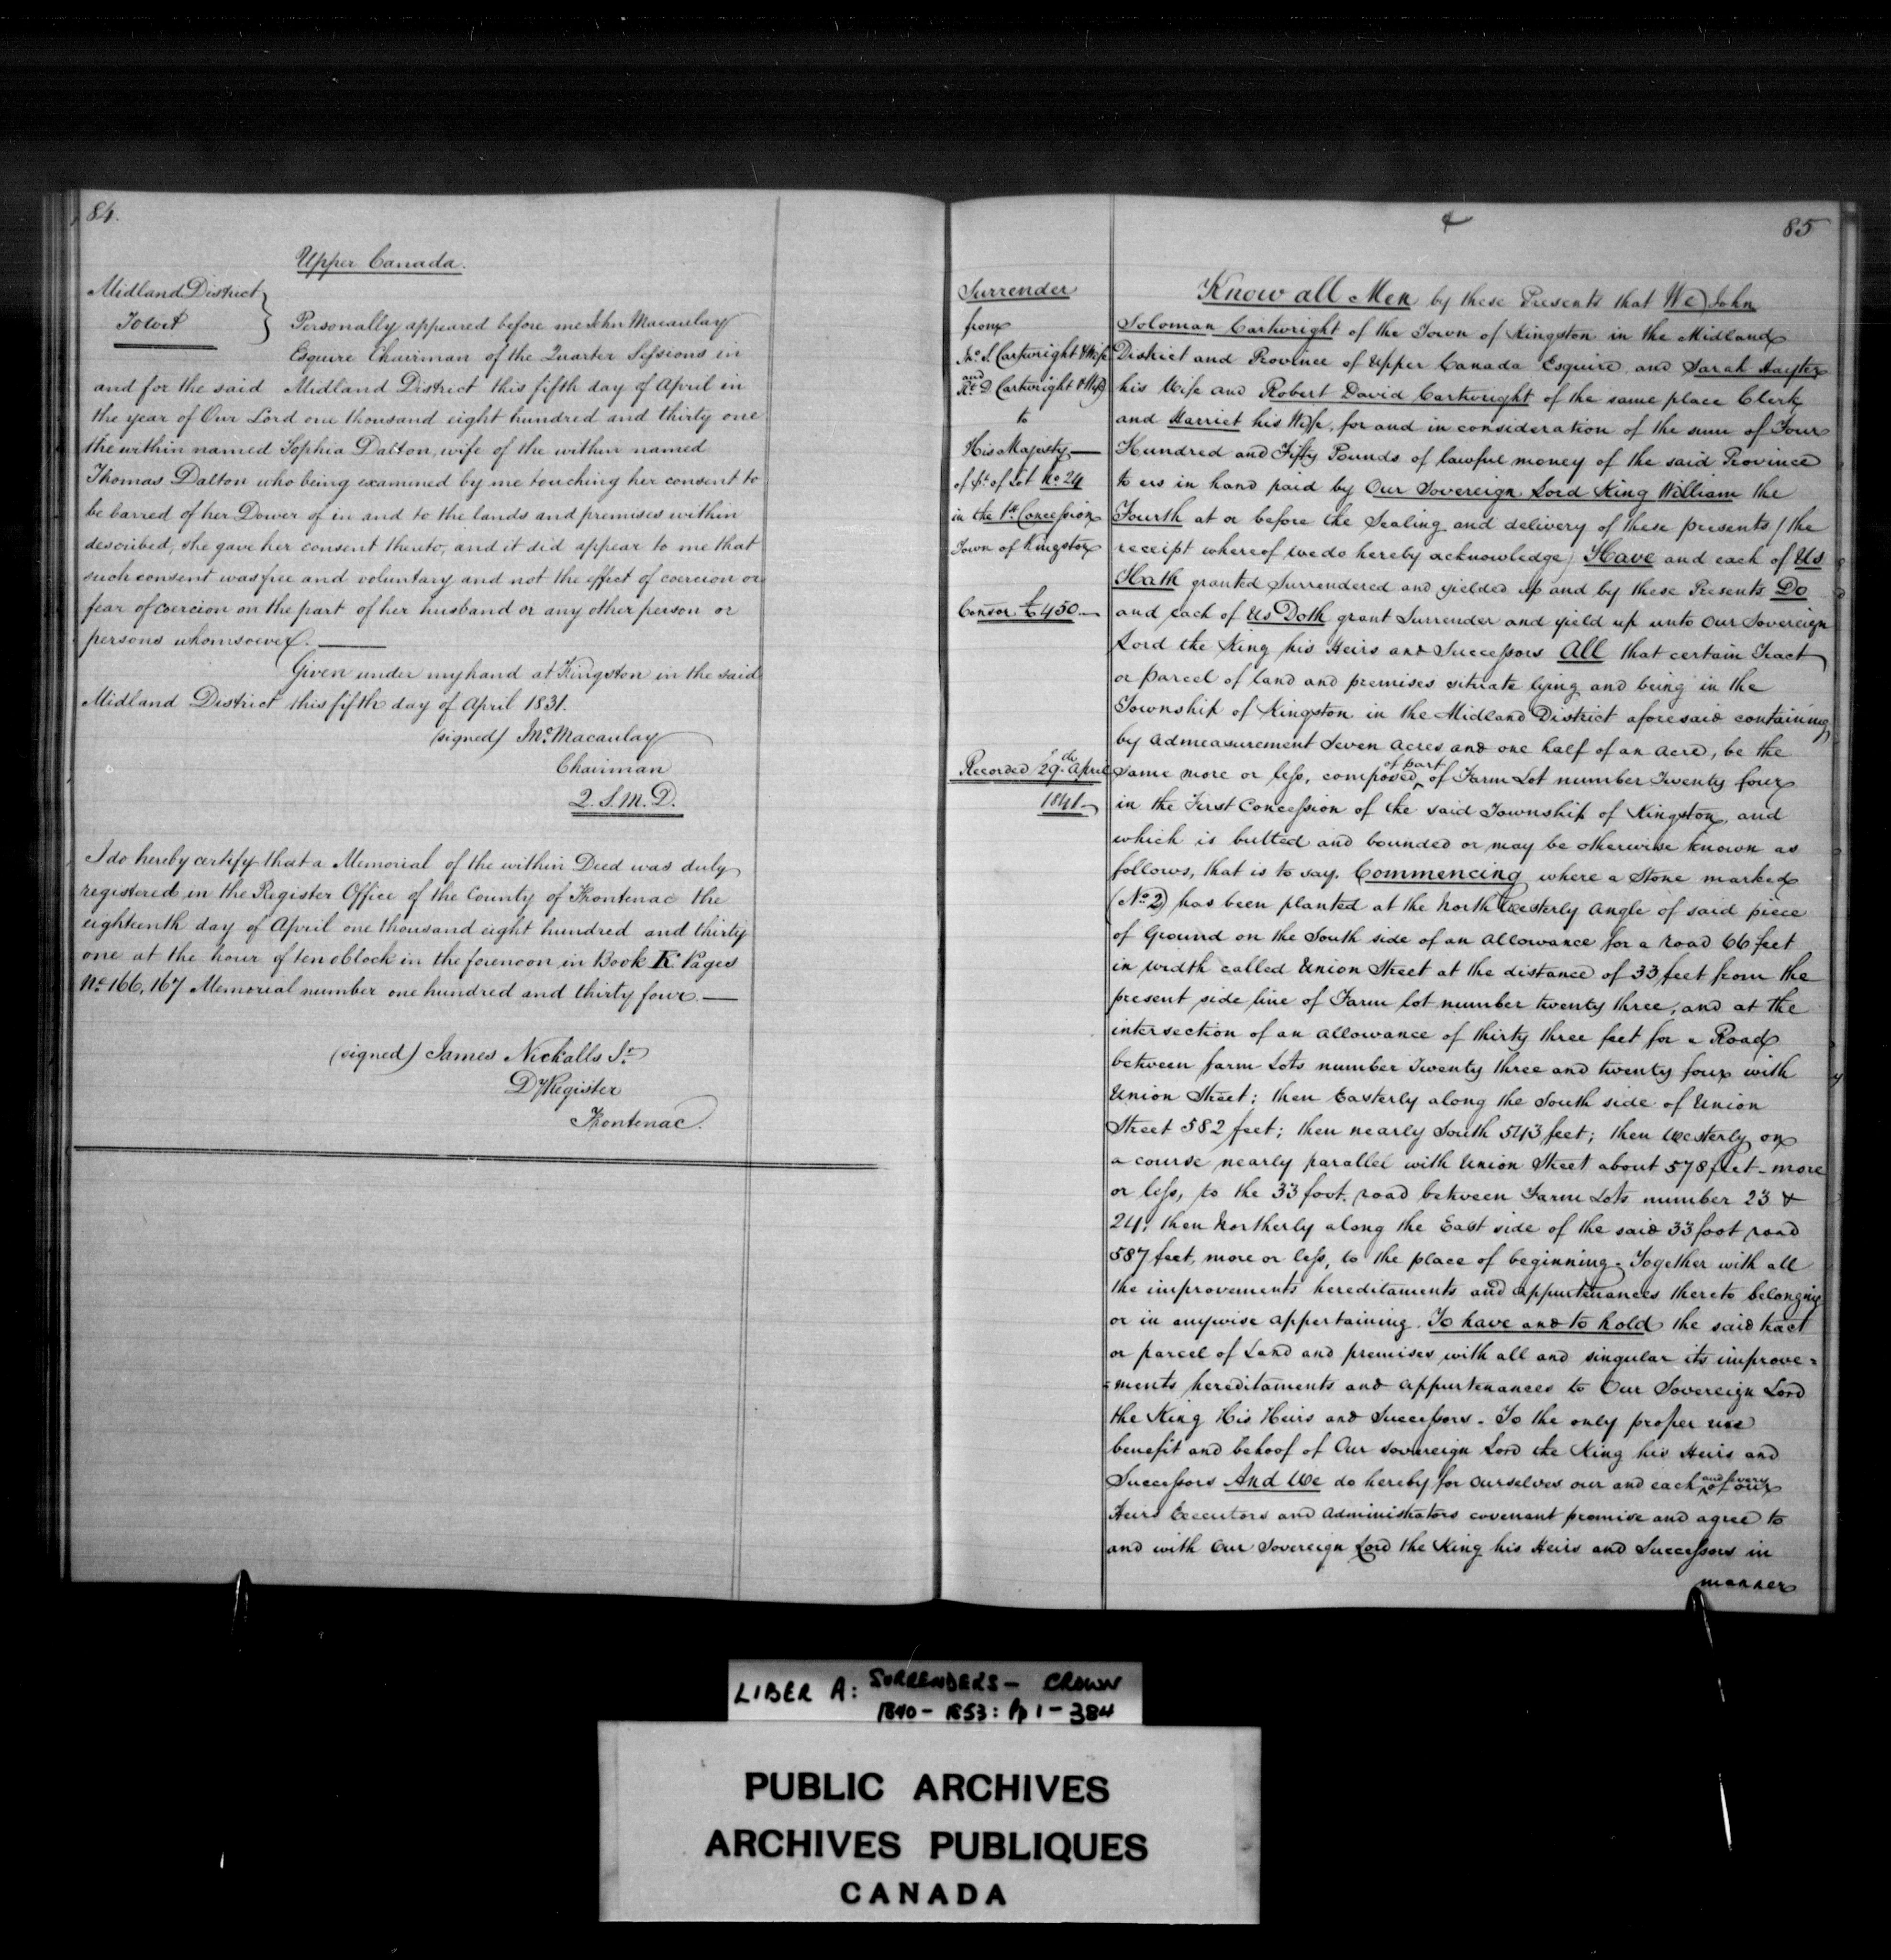 84.
Upper Canada.
Midland District }
To wit
Personally appeared before me John Macaulay
Esquire Chairman of the Quarter Sessions in
and for the said Midland District this fifth day of April in
the year of Our Lord one thousand eight hundred and thirty one
the within named Sophia Dalton, wife of the within named
Thomas Dalton who being examined by me touching her consent to
be barred of her Dower of in and to the lands and premises within
described, she gave her consent thereto, and it did appear to me that
such consent was free and voluntary and not the effect of coercion or
fear of coercion on the part of her husband or any other person or
persons whomsoever. —
Given under my hand at Kingston in the said
Midland District this fifth day of April 1831.
(signed) Jno. Macaulay
Chairman
Q. S. M. D.
I do hereby certify that a Memorial of the within Deed was duly
registered in the Register Office of the County of Frontenac the
eighteenth day of April one thousand eight hundred and thirty
one at the hour of ten oblock in the forenoon in Book K Pages
No. 166, 167 Memorial number one hundred and thirty four. —
(signed) James Nickalls Jr.
Dy Register
Frontenac.
85
Surrender
from
Jno. S. Cartwright & Wife
and
Rt. D. Cartwright & Wife
to
His Majesty —
of pt. of Lot No 24
in the 1st Concession
Town of Kingston
Consor. £450 —
Recorded 29th April
1841 —
Know all Men by these Presents that We John
Soloman Cartwright of the Town of Kingston in the Midland
District and Province of Upper Canada Esquire, and Sarah Hayter
his Wife and Robert David Cartwright of the same place Clerk
and Harriet his Wife, for and in consideration of the sum of Four
Hundred and Fifty Pounds of lawful money of the said Province
to us in hand paid by Our Sovereign Lord King William the
Fourth at or before the Sealing and delivery of these presents (the
receipt whereof we do hereby acknowledge) Have and each of Us
Hath granted Surrendered and yielded up and by these Presents Do
and each of Us Doth grant Surrender and yield up unto Our Sovereign
Lord the King his Heirs and Successors All that certain Tract
or parcel of land and premises situate lying and being in the
Township of Kingston in the Midland District aforesaid containing
by admeasurement Seven Acres and one half of an Acre, be the
same more or less, composed of part of Farm Lot number Twenty four
in the First Concession of the said Township of Kingston, and
which is butted and bounded or may be otherwise known as
follows, that is to say. Commencing where a Stone marked
(No. 2) has been planted at the North Westerly Angle of said piece
of Ground on the South side of an Allowance for a road 66 feet
in width called Union Street at the distance of 33 feet from the
present side line of Farm lot number twenty three, and at the
intersection of an allowance of thirty three feet for a Road
between farm Lots number Twenty three and twenty four with
Union Street; then Easterly along the South side of Union
Street 582 feet; then nearly South 543 feet; then Westerly on
a course nearly parallel with Union Street about 578 feet - more
or less, to the 33 foot road between Farm Lots number 23 &
24, then Northerly along the East side of the said 33 foot road
587 feet, more or less, to the place of beginning. Together with all
the improvements hereditaments and appurtenances thereto belonging
or in anywise appertaining. To have and to hold the said tract
or parcel of Land and premises with all and singular its improve=
=ments hereditaments and appurtenances to Our Sovereign Lord
the King His Heirs and Successors. To the only proper use
benefit and behoof of Our Sovereign Lord the King his Heirs and
Successors And We do hereby for ourselves our and each and every of our
Heirs Executors and Administrators covenant promise and agree to
and with Our Sovereign Lord the King his Heirs and Successors in
manner
LIBER A: SURRENDERS - CROWN
1840 - 1853: Pp 1 - 384
PUBLIC ARCHIVES
ARCHIVES PUBLIQUES
CANADA